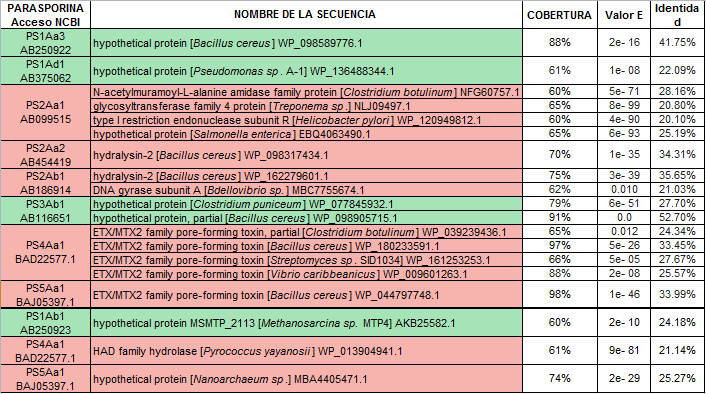 PARASPORINA Acceso NCBI | NOMBRE DE LA SECUENCIA | COBERTURA | Valor E | Identidad
PS1Aa3 AB250922 | hypothetical protein [Bacillus cereus] WP_098589776.1 | 88% | 2e- 16 | 41.75%
PS1Ad1 AB375062 | hypothetical protein [Pseudomonas sp. A-1] WP_136488344.1 | 61% | 1e- 08 | 22.09%
PS2Aa1 AB099515 | N-acetylmuramoyl-L-alanine amidase family protein [Clostridium botulinum] NFG60757.1 | 60% | 5e- 71 | 28.16%
glycosyltransferase family 4 protein [Treponema sp.] NLJ09497.1 | 65% | 8e- 99 | 20.80%
type I restriction endonuclease subunit R [Helicobacter pylori] WP_120949812.1 | 60% | 4e- 90 | 20.10%
hypothetical protein [Salmonella enterica] EBQ4063490.1 | 65% | 6e- 93 | 25.19%
PS2Aa2 AB454419 | hydralysin-2 [Bacillus cereus] WP_098317434.1 | 70% | 1e- 35 | 34.31%
PS2Ab1 AB186914 | hydralysin-2 [Bacillus cereus] WP_162279601.1 | 75% | 3e- 39 | 35.65%
DNA gyrase subunit A [Bdellovibrio sp.] MBC7755674.1 | 62% | 0.010 | 21.03%
PS3Ab1 AB116651 | hypothetical protein [Clostridium puniceum] WP_077845932.1 | 79% | 6e- 51 | 27.70%
hypothetical protein, partial [Bacillus cereus] WP_098905715.1 | 91% | 0.0 | 52.70%
PS4Aa1 BAD22577.1 | ETX/MTX2 family pore-forming toxin, partial [Clostridium botulinum] WP_039239436.1 | 65% | 0.012 | 24.34%
ETX/MTX2 family pore-forming toxin [Bacillus cereus] WP_180233591.1 | 97% | 5e- 26 | 33.45%
ETX/MTX2 family pore-forming toxin [Streptomyces sp. SID1034] WP_161253253.1 | 66% | 5e- 05 | 27.67%
ETX/MTX2 family pore-forming toxin [Vibrio caribbeanicus] WP_009601263.1 | 88% | 2e- 08 | 25.57%
PS5Aa1 BAJ05397.1 | ETX/MTX2 family pore-forming toxin [Bacillus cereus] WP_044797748.1 | 98% | 1e- 46 | 33.99%
PS1Ab1 AB250923 | hypothetical protein MSMTP_2113 [Methanosarcina sp. MTP4] AKB25582.1 | 60% | 2e- 10 | 24.18%
PS4Aa1 BAD22577.1 | HAD family hydrolase [Pyrococcus yayanosii] WP_013904941.1 | 61% | 9e- 81 | 21.14%
PS5Aa1 BAJ05397.1 | hypothetical protein [Nanoarchaeum sp.] MBA4405471.1 | 74% | 2e- 29 | 25.27%